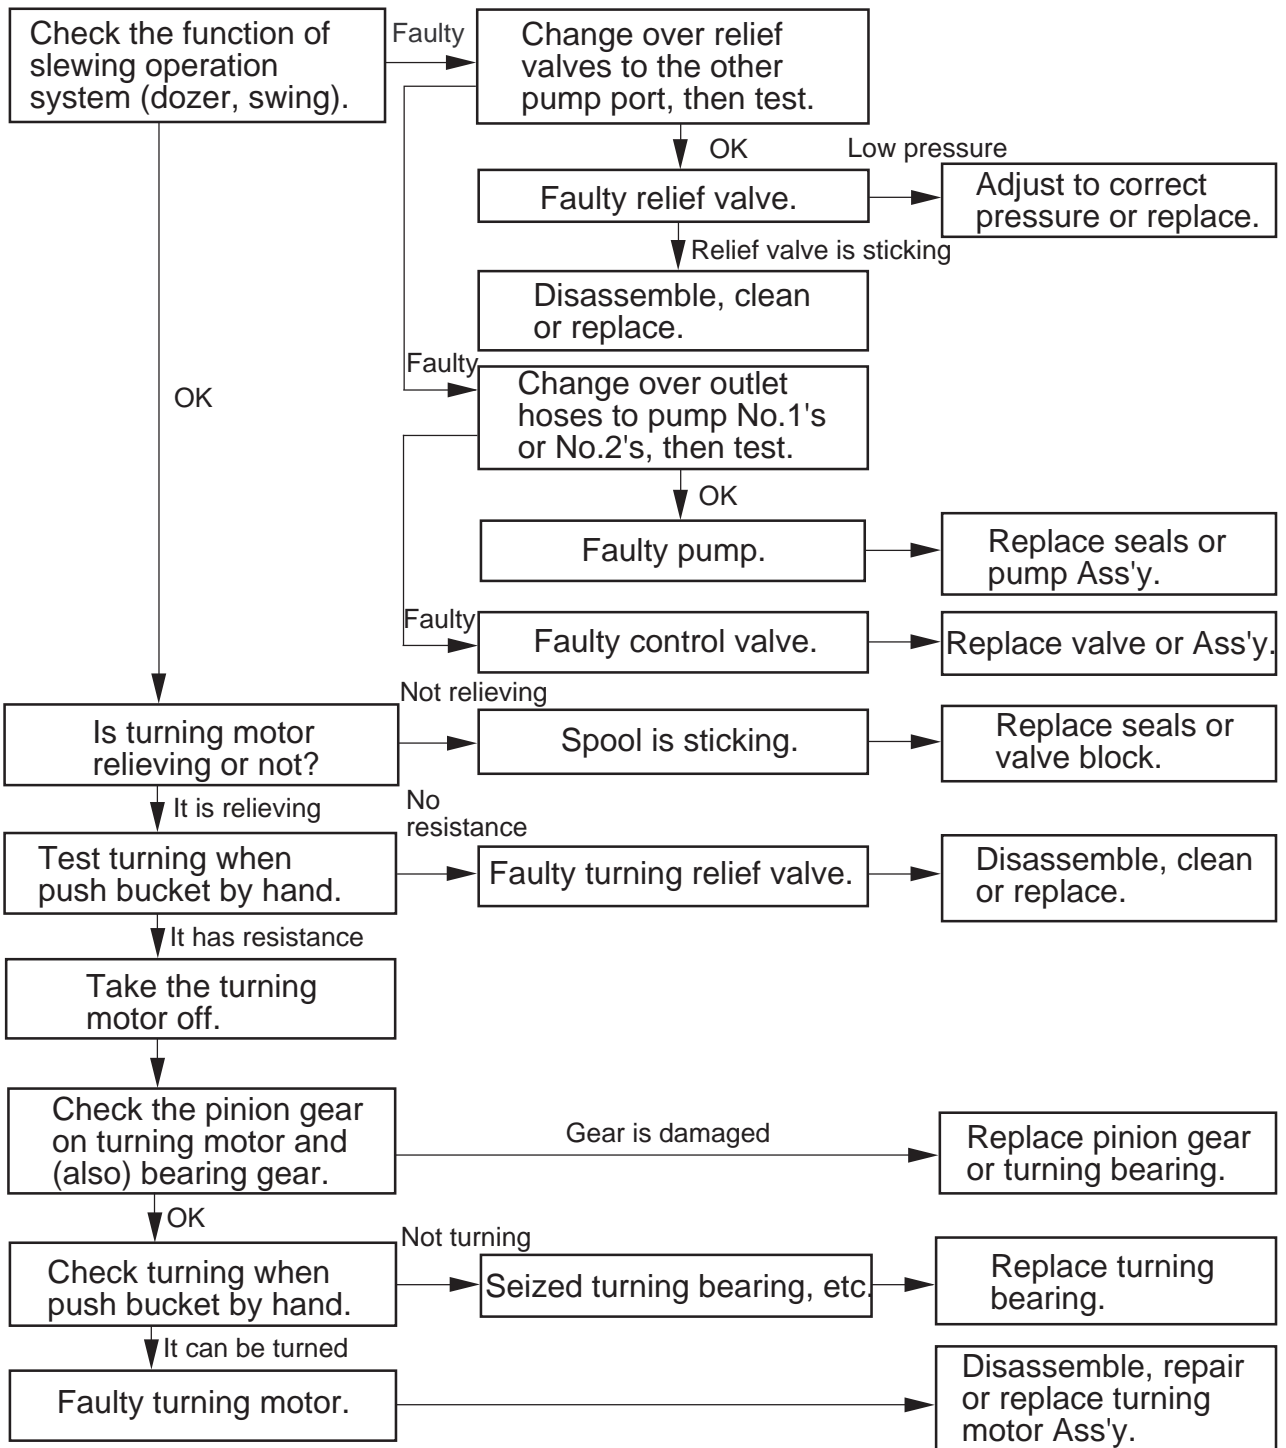 Check the function of
slewing operation
system (dozer, swing).
Faulty
Change over relief
valves to the other
pump port, then test.
OK
Low pressure
Faulty relief valve.
Adjust to correct
pressure or replace.
Relief valve is sticking
Disassemble, clean
or replace.
Faulty
Change over outlet
hoses to pump No.1's
or No.2's, then test.
OK
OK
Faulty pump.
Replace seals or
pump Ass'y.
Faulty
Faulty control valve.
Replace valve or Ass'y.
Is turning motor
relieving or not?
Not relieving
Spool is sticking.
Replace seals or
valve block.
It is relieving
No
resistance
Test turning when
push bucket by hand.
Faulty turning relief valve.
Disassemble, clean
or replace.
It has resistance
Take the turning
motor off.
Check the pinion gear
on turning motor and
(also) bearing gear.
Gear is damaged
Replace pinion gear
or turning bearing.
OK
Not turning
Check turning when
push bucket by hand.
Seized turning bearing, etc.
Replace turning
bearing.
It can be turned
Faulty turning motor.
Disassemble, repair
or replace turning
motor Ass'y.